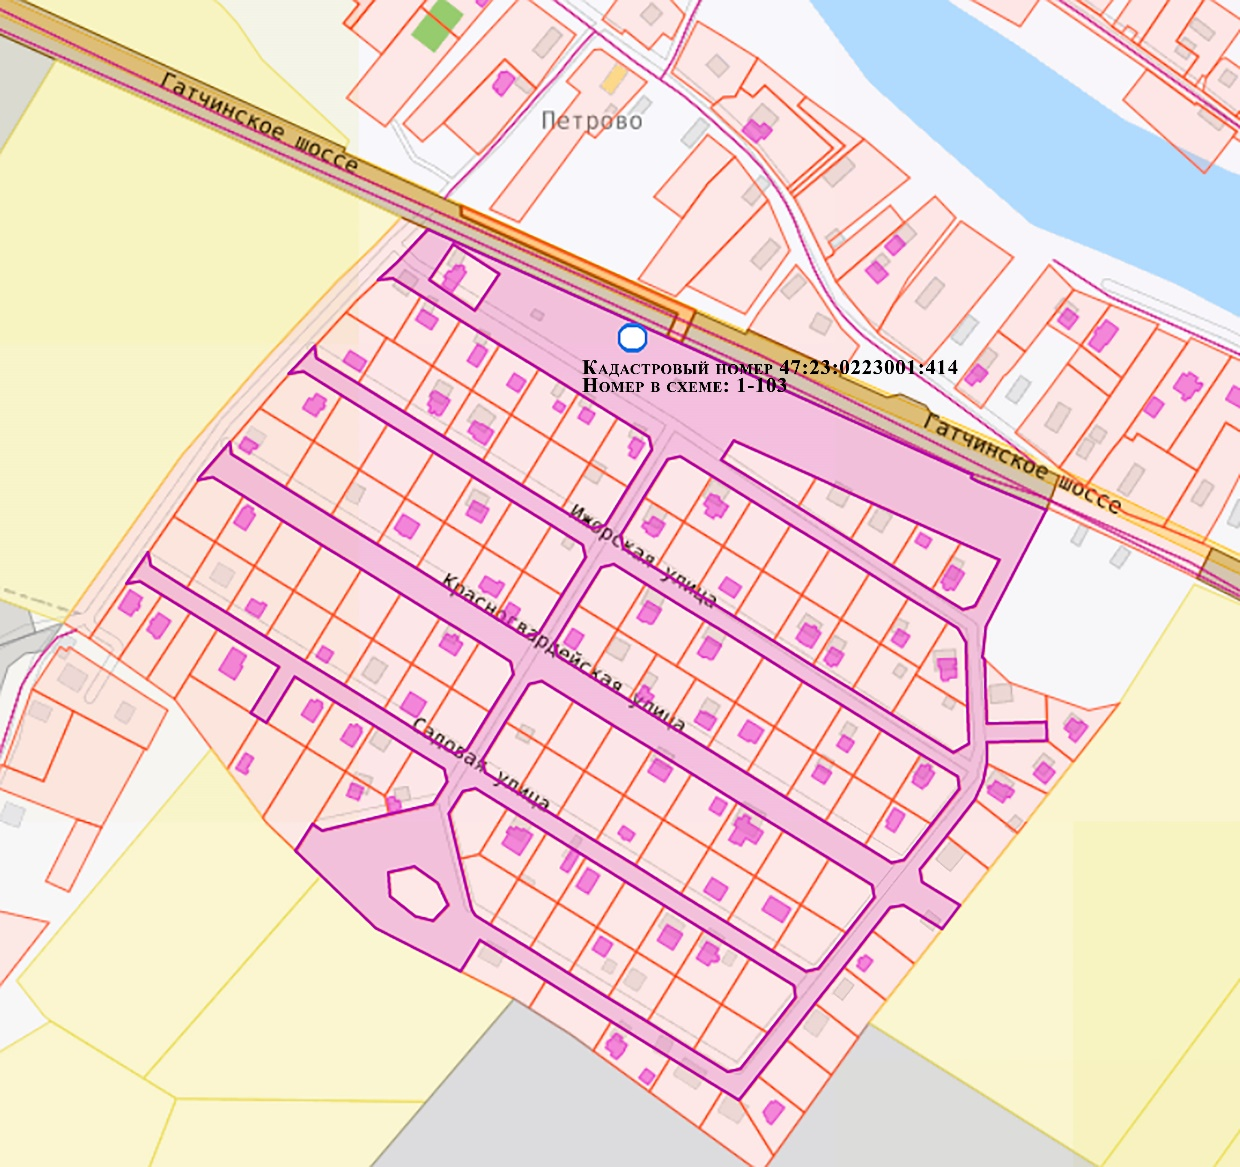 Гатчинское шоссе
Петрово
Кадастровый номер 47:23:0223001:414
Номер в схеме: 1-103
Гатчинское шоссе
Ижорская улица
Красногвардейская улица
Садовая улица